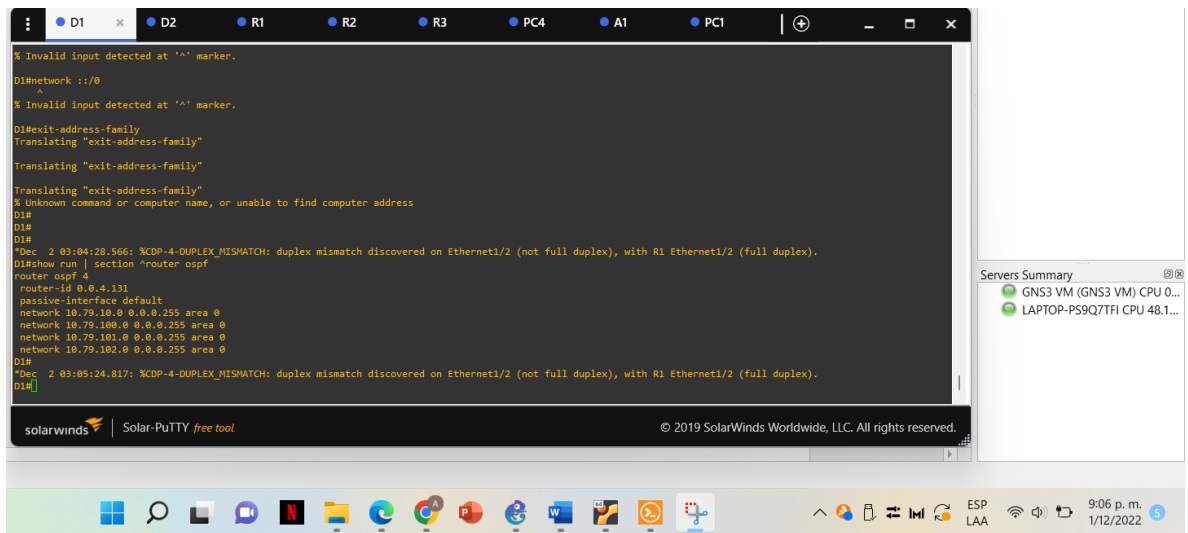 D1 × D2 R1 R2 R3 PC4 A1 PC1
% Invalid input detected at '^' marker.
D1#network ::/0
^
% Invalid input detected at '^' marker.
D1#exit-address-family
Translating "exit-address-family"
Translating "exit-address-family"
Translating "exit-address-family"
% Unknown command or computer name, or unable to find computer address
D1#
D1#
D1#
*Dec  2 03:04:28.566: %CDP-4-DUPLEX_MISMATCH: duplex mismatch discovered on Ethernet1/2 (not full duplex), with R1 Ethernet1/2 (full duplex).
D1#show run | section ^router ospf
router ospf 4
 router-id 0.0.4.131
 passive-interface default
 network 10.79.10.0 0.0.0.255 area 0
 network 10.79.100.0 0.0.0.255 area 0
 network 10.79.101.0 0.0.0.255 area 0
 network 10.79.102.0 0.0.0.255 area 0
D1#
*Dec  2 03:05:24.817: %CDP-4-DUPLEX_MISMATCH: duplex mismatch discovered on Ethernet1/2 (not full duplex), with R1 Ethernet1/2 (full duplex).
D1#
solarwinds | Solar-PuTTY free tool © 2019 SolarWinds Worldwide, LLC. All rights reserved.
Servers Summary
GNS3 VM (GNS3 VM) CPU 0...
LAPTOP-PS9Q7TFI CPU 48.1...
ESP
LAA
9:06 p. m.
1/12/2022
5